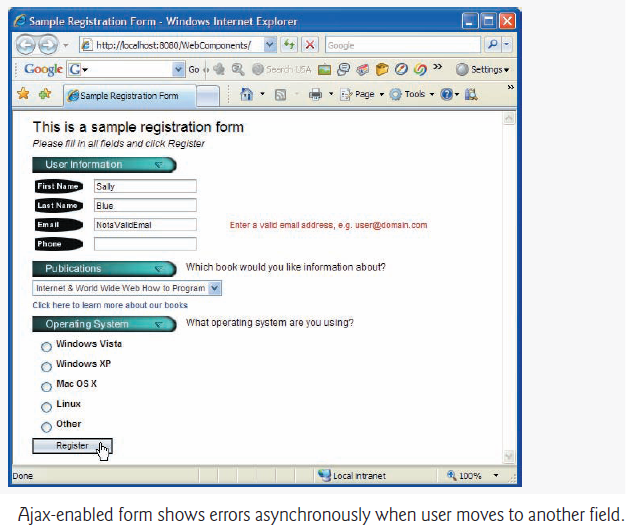 Sample Registration Form - Windows Internet Explorer
http://localhost:8080/WebComponents/
Google
Google G Go Search USA » Settings
Sample Registration Form Page Tools »
This is a sample registration form
Please fill in all fields and click Register
User Information
First Name Sally
Last Name Blue
Email NotaValidEmal Enter a valid email address, e.g. user@domain.com
Phone
Publications Which book would you like information about?
Internet & World Wide Web How to Program
Click here to learn more about our books
Operating System What operating system are you using?
Windows Vista
Windows XP
Mac OS X
Linux
Other
Register
Done Local intranet 100%
Ajax-enabled form shows errors asynchronously when user moves to another field.